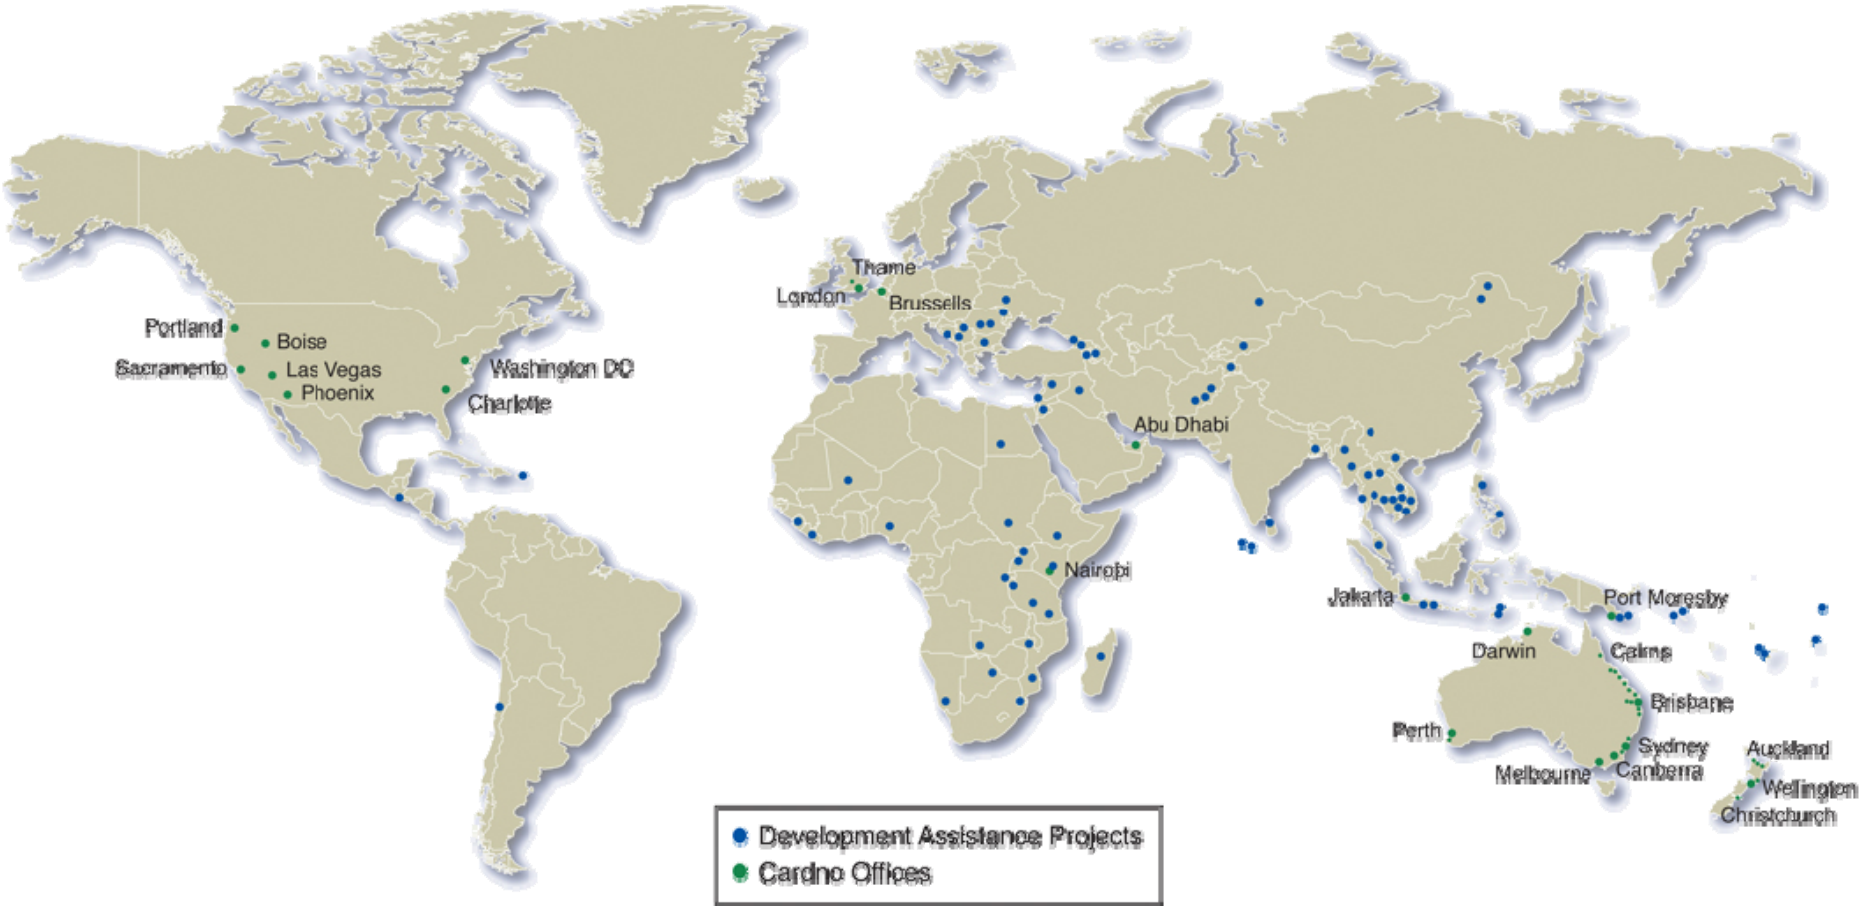 Thame
London
Brussells
Portland
Boise
Sacramento
Las Vegas
Washington DC
Phoenix
Charlotte
Abu Dhabi
Nairobi
Jakarta
Port Moresby
Darwin
Cairns
Brisbane
Perth
Sydney
Auckland
Melbourne
Canberra
Wellington
Christchurch
Development Assistance Projects
Cardno Offices